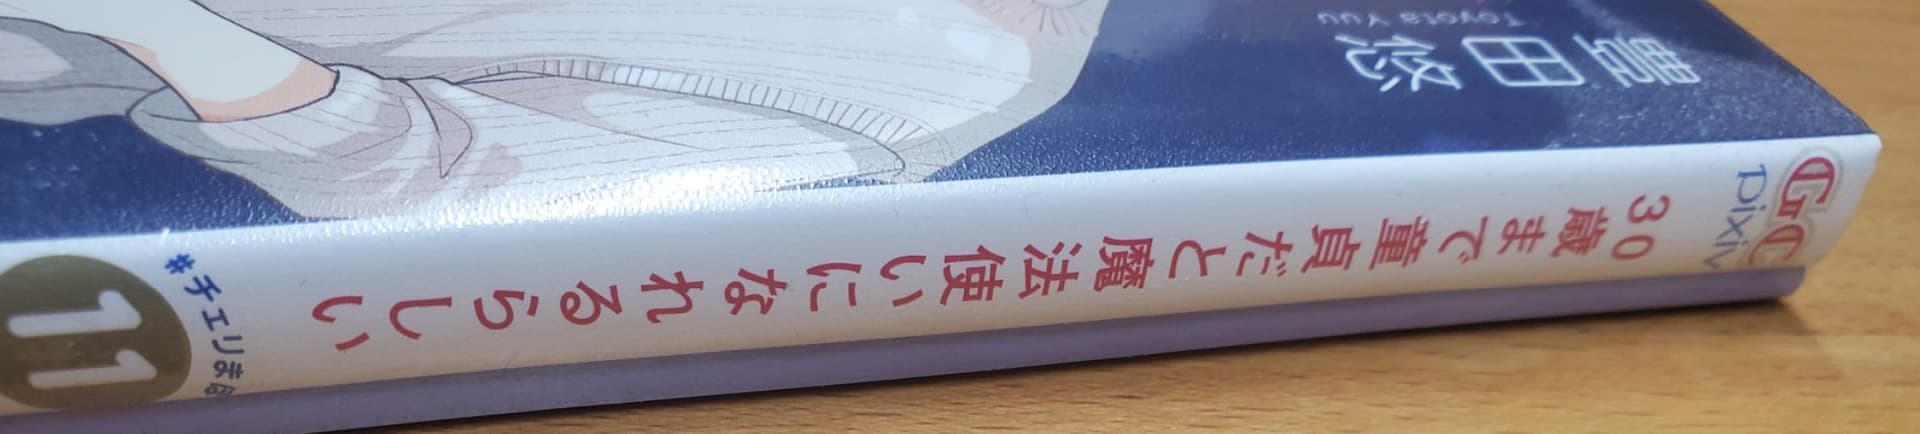 豊田悠
Toyota Yuu
GC
pixiv
30歳まで童貞だと魔法使いになれるらしい
#チェリまほ
11